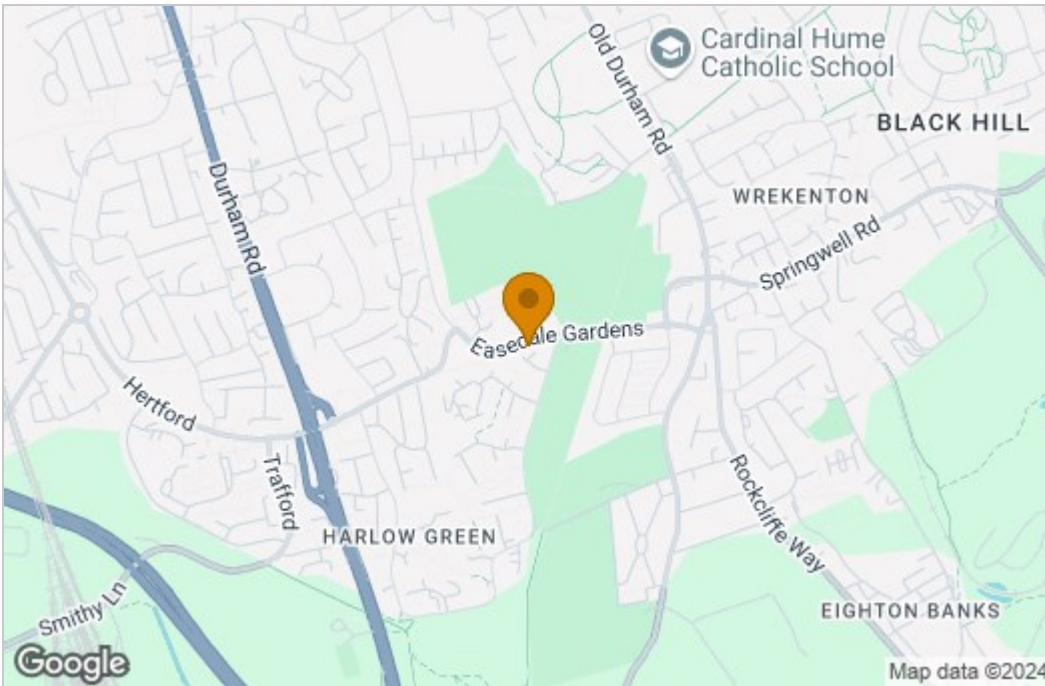 Old Durham Rd
Cardinal Hume
Catholic School
BLACK HILL
Durham Rd
WREKENTON
Springwell Rd
Easedale Gardens
Hertford
Trafford
Rockcliffe Way
HARLOW GREEN
Smithy Ln
EIGHTON BANKS
Google
Map data ©2024